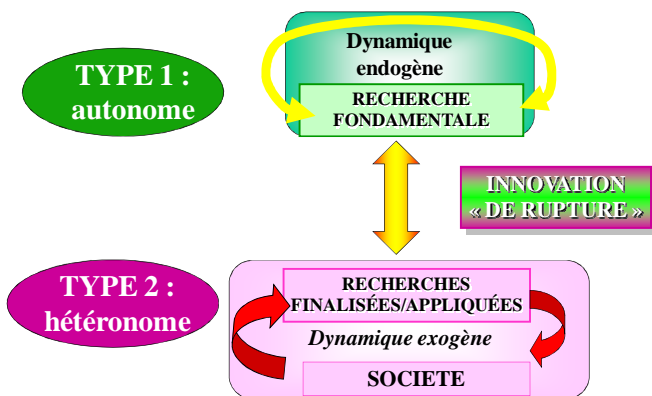 TYPE 1 :
autonome
Dynamique
endogène
RECHERCHE
FONDAMENTALE
INNOVATION
« DE RUPTURE »
TYPE 2 :
hétéronome
RECHERCHES
FINALISÉES/APPLIQUÉES
Dynamique exogène
SOCIETE